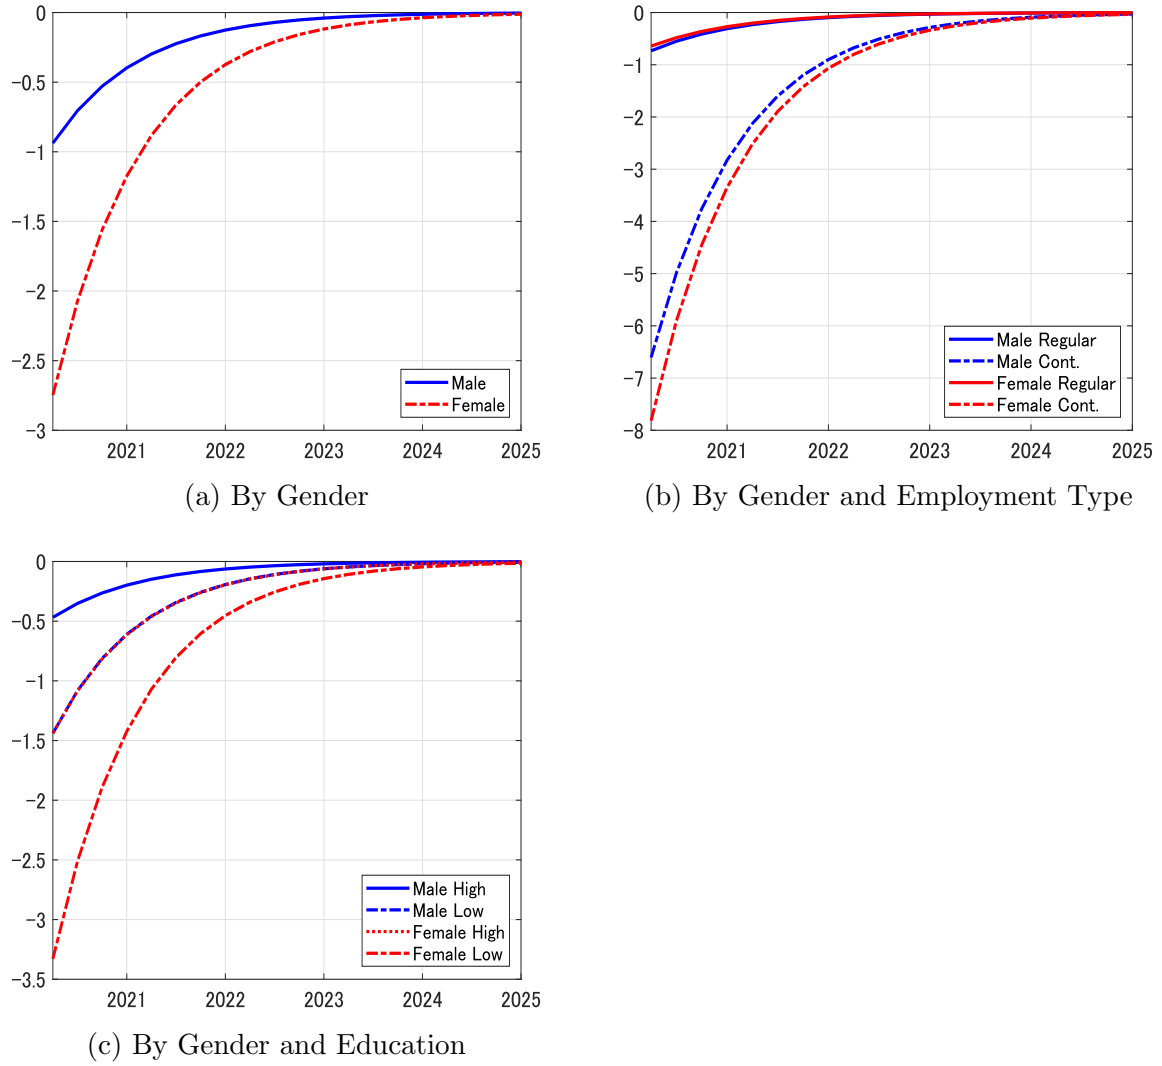 0
−0.5
−1
−1.5
−2
−2.5
−3
2021 2022 2023 2024 2025
Male
Female
(a) By Gender
0
−1
−2
−3
−4
−5
−6
−7
−8
2021 2022 2023 2024 2025
Male Regular
Male Cont.
Female Regular
Female Cont.
(b) By Gender and Employment Type
0
−0.5
−1
−1.5
−2
−2.5
−3
−3.5
2021 2022 2023 2024 2025
Male High
Male Low
Female High
Female Low
(c) By Gender and Education